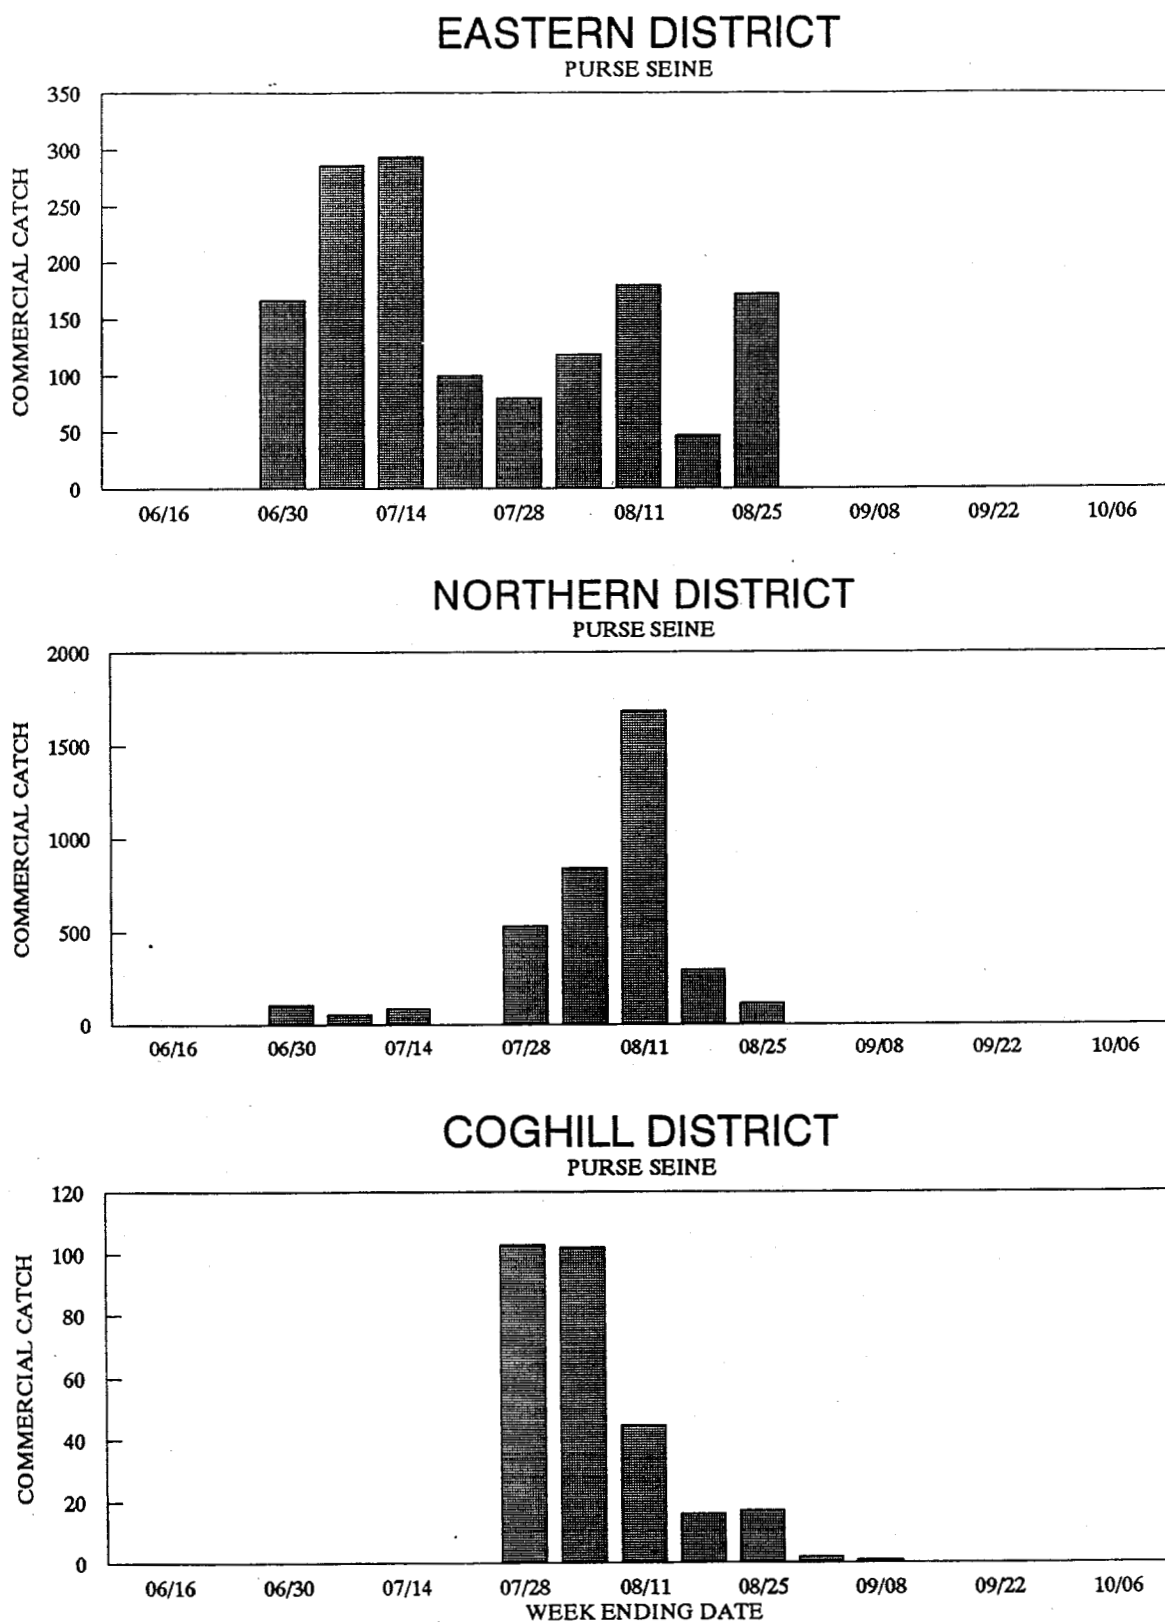 EASTERN DISTRICT
PURSE SEINE
COMMERCIAL CATCH
350
300
250
200
150
100
50
0
06/16 06/30 07/14 07/28 08/11 08/25 09/08 09/22 10/06
NORTHERN DISTRICT
PURSE SEINE
COMMERCIAL CATCH
2000
1500
1000
500
0
06/16 06/30 07/14 07/28 08/11 08/25 09/08 09/22 10/06
COGHILL DISTRICT
PURSE SEINE
COMMERCIAL CATCH
120
100
80
60
40
20
0
06/16 06/30 07/14 07/28 08/11 08/25 09/08 09/22 10/06
WEEK ENDING DATE